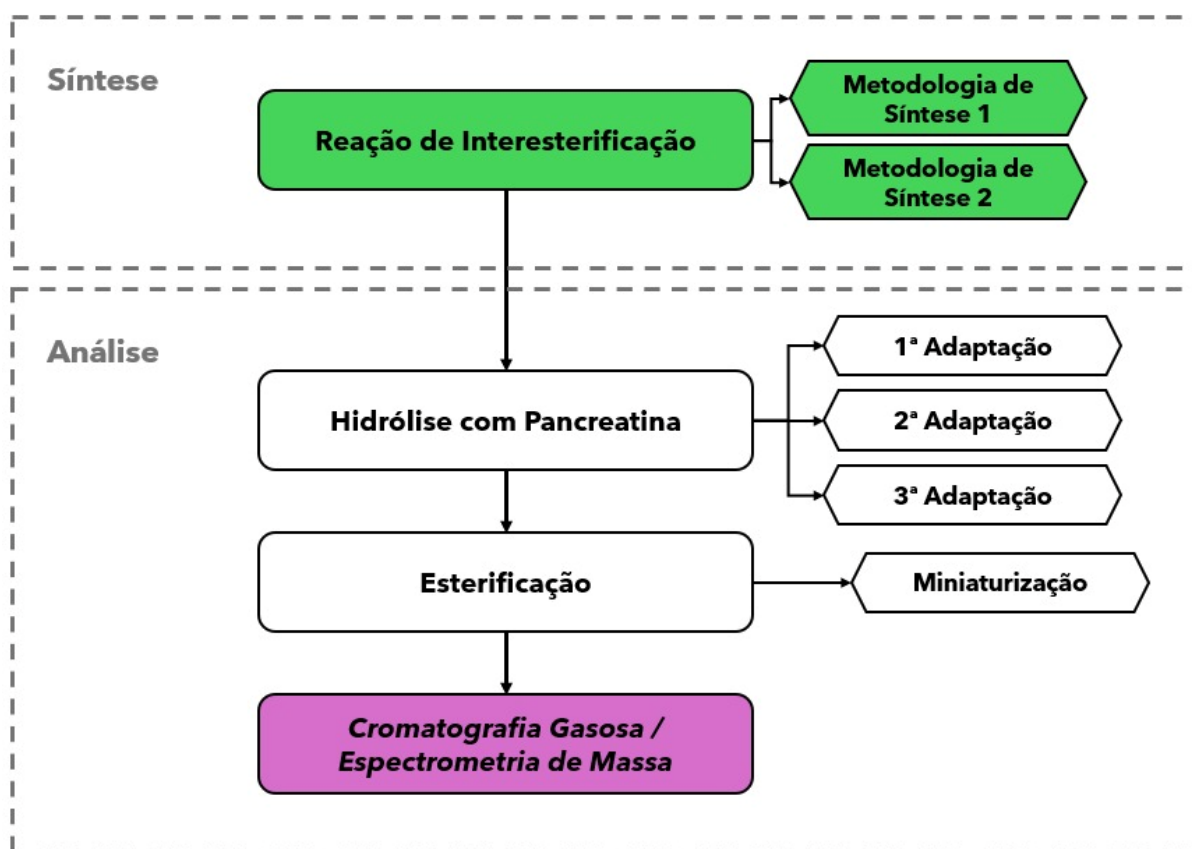 Síntese
Reação de Interesterificação
Metodologia de
Síntese 1
Metodologia de
Síntese 2
Análise
Hidrólise com Pancreatina
1ª Adaptação
2ª Adaptação
3ª Adaptação
Esterificação
Miniaturização
Cromatografia Gasosa /
Espectrometria de Massa